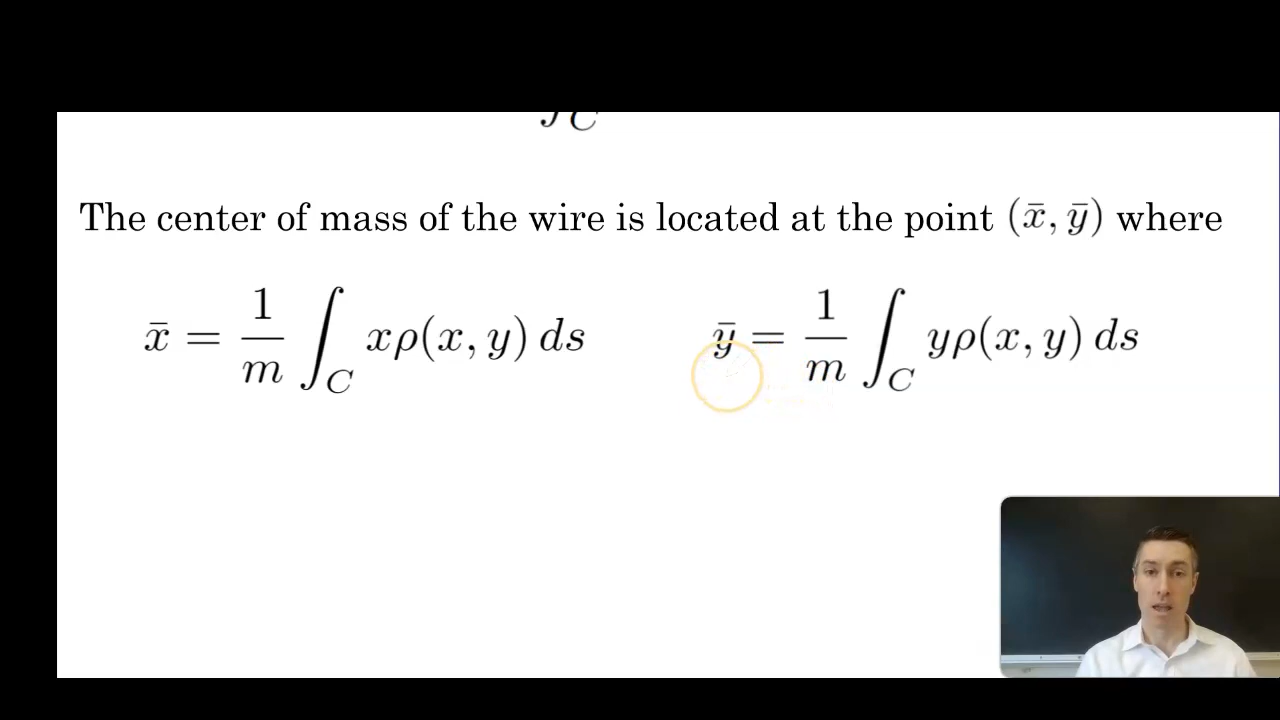 ∫_C
The center of mass of the wire is located at the point (x̄, ȳ) where
x̄ = 1/m ∫_C xρ(x, y) ds    ȳ = 1/m ∫_C yρ(x, y) ds